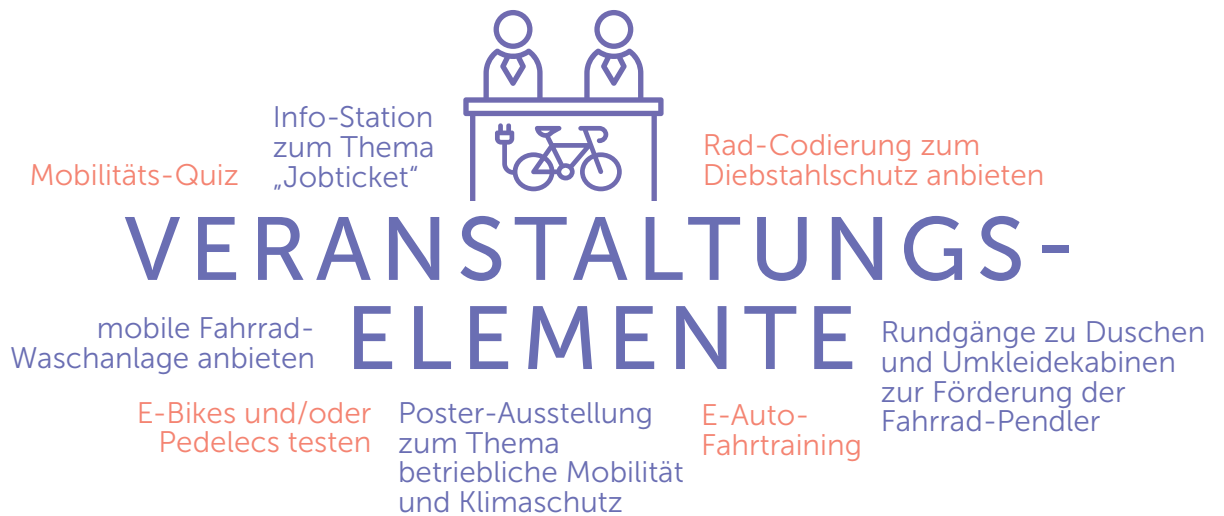 Mobilitäts-Quiz
Info-Station
zum Thema
„Jobticket“
Rad-Codierung zum
Diebstahlschutz anbieten
VERANSTALTUNGS-
ELEMENTE
mobile Fahrrad-
Waschanlage anbieten
Rundgänge zu Duschen
und Umkleidekabinen
zur Förderung der
Fahrrad-Pendler
E-Bikes und/oder
Pedelecs testen
Poster-Ausstellung
zum Thema
betriebliche Mobilität
und Klimaschutz
E-Auto-
Fahrtraining